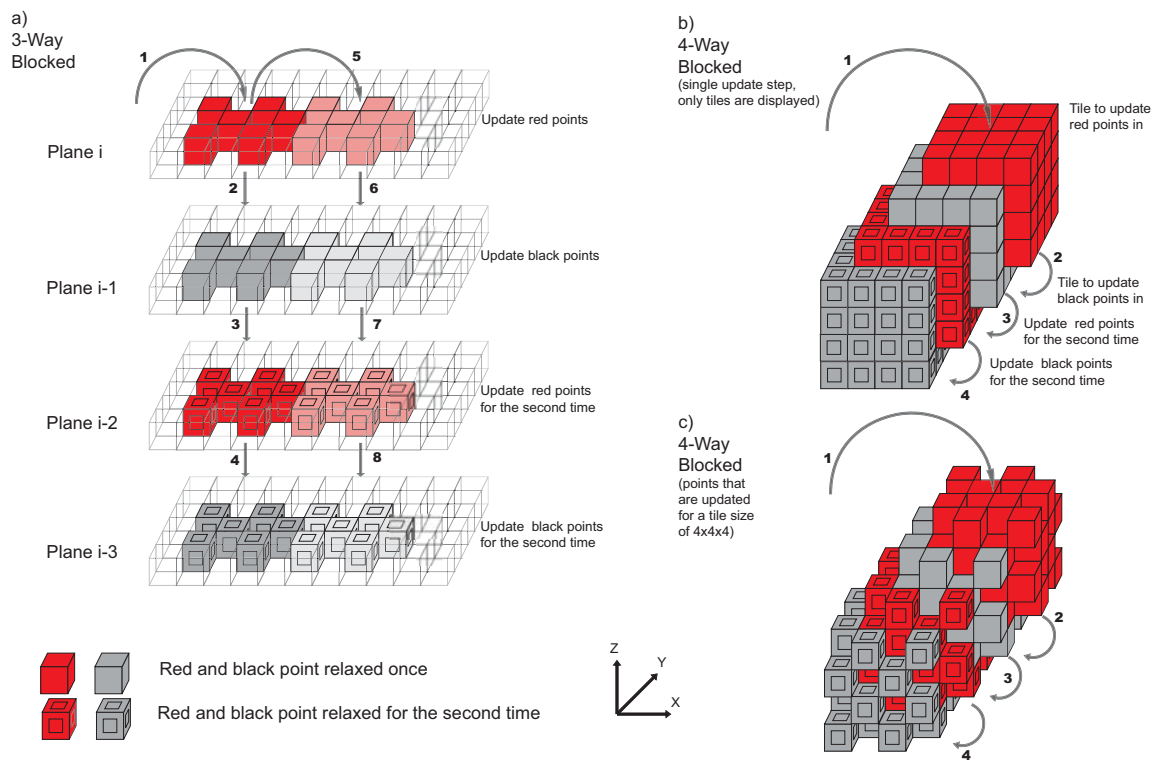 a)
3-Way
Blocked
1
5
Update red points
Plane i
2
6
Update black points
Plane i-1
3
7
Update red points
for the second time
Plane i-2
4
8
Update black points
for the second time
Plane i-3
Red and black point relaxed once
Red and black point relaxed for the second time
Z
Y
X
b)
4-Way
Blocked
(single update step,
only tiles are displayed)
1
Tile to update
red points in
2
Tile to update
black points in
3
Update red points
for the second time
Update black points
for the second time
4
c)
4-Way
Blocked
(points that
are updated
for a tile size
of 4x4x4)
1
2
3
4